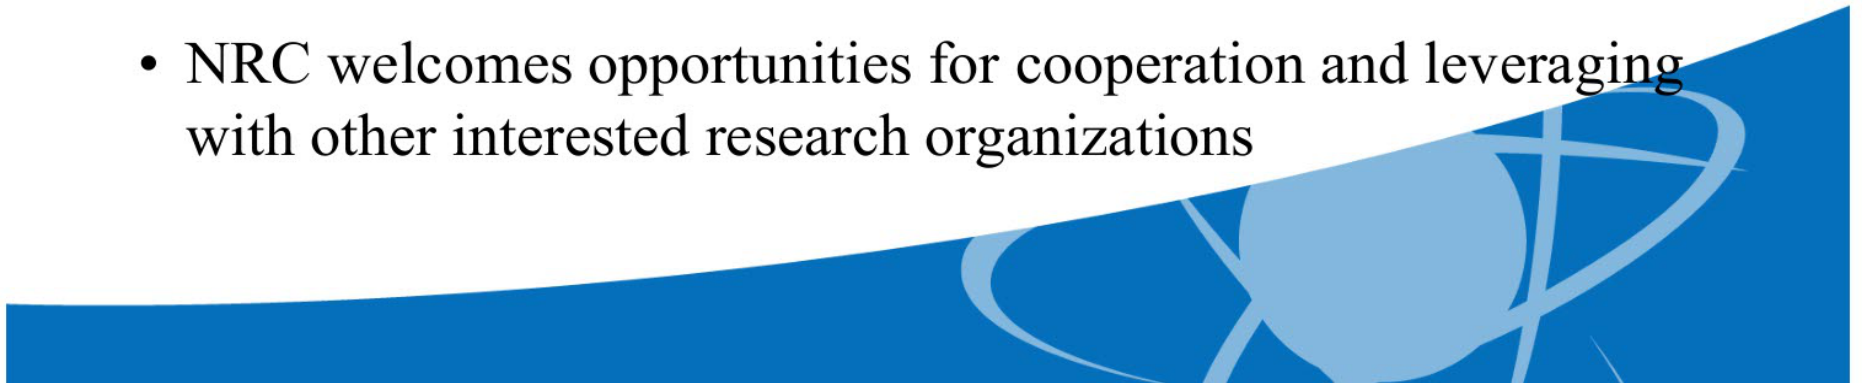 • NRC welcomes opportunities for cooperation and leveraging
with other interested research organizations